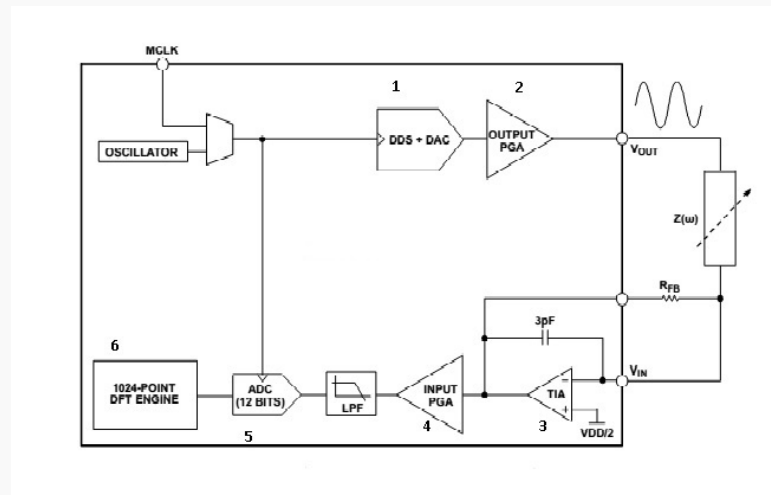 MCLK
1
2
OSCILLATOR
DDS + DAC
OUTPUT
PGA
VOUT
Z(ω)
RFB
3pF
6
1024-POINT
DFT ENGINE
ADC
(12 BITS)
LPF
INPUT
PGA
TIA
VIN
5
4
3
VDD/2